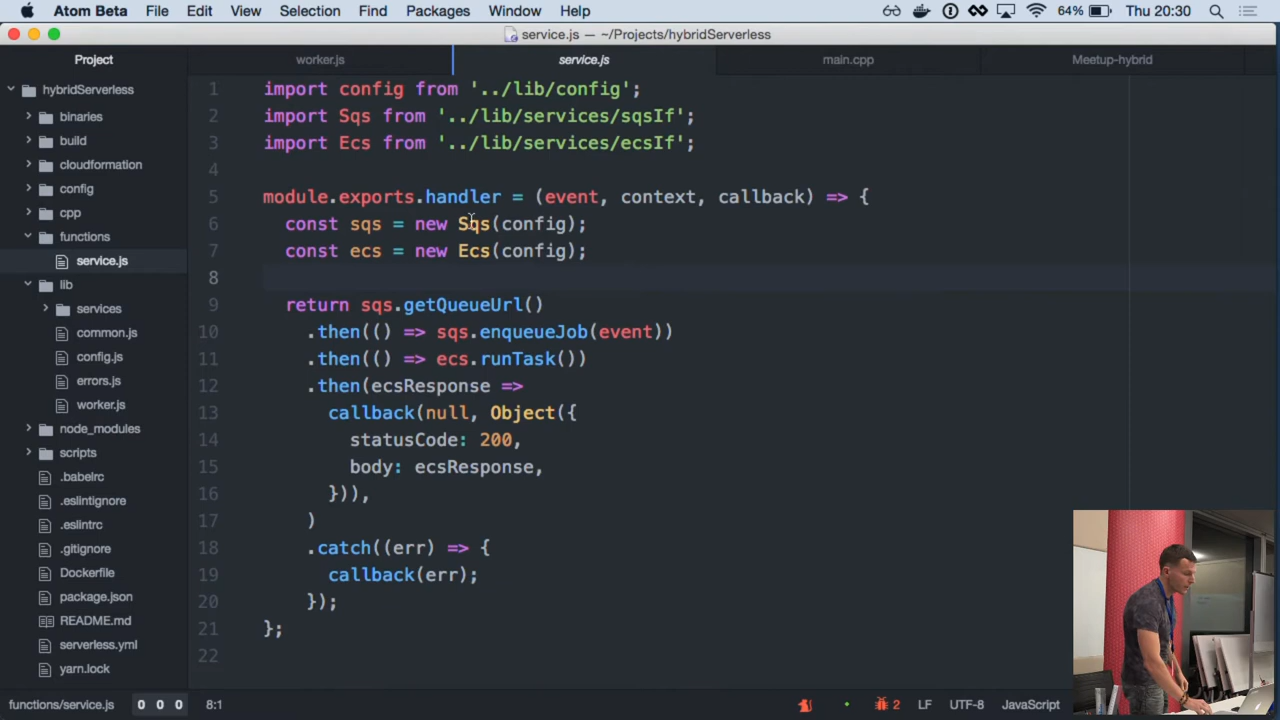 Atom Beta File Edit View Selection Find Packages Window Help 64% Thu 20:30
service.js — ~/Projects/hybridServerless
Project
worker.js service.js main.cpp Meetup-hybrid
hybridServerless
binaries
build
cloudformation
config
cpp
functions
service.js
lib
services
common.js
config.js
errors.js
worker.js
node_modules
scripts
.babelrc
.eslintignore
.eslintrc
.gitignore
Dockerfile
package.json
README.md
serverless.yml
yarn.lock
1 import config from '../lib/config';
2 import Sqs from '../lib/services/sqsIf';
3 import Ecs from '../lib/services/ecsIf';
4
5 module.exports.handler = (event, context, callback) => {
6 const sqs = new Sqs(config);
7 const ecs = new Ecs(config);
8
9 return sqs.getQueueUrl()
10 .then(() => sqs.enqueueJob(event))
11 .then(() => ecs.runTask())
12 .then(ecsResponse =>
13 callback(null, Object({
14 statusCode: 200,
15 body: ecsResponse,
16 })),
17 )
18 .catch((err) => {
19 callback(err);
20 });
21 };
22
functions/service.js 0 0 0 8:1 2 LF UTF-8 JavaScript